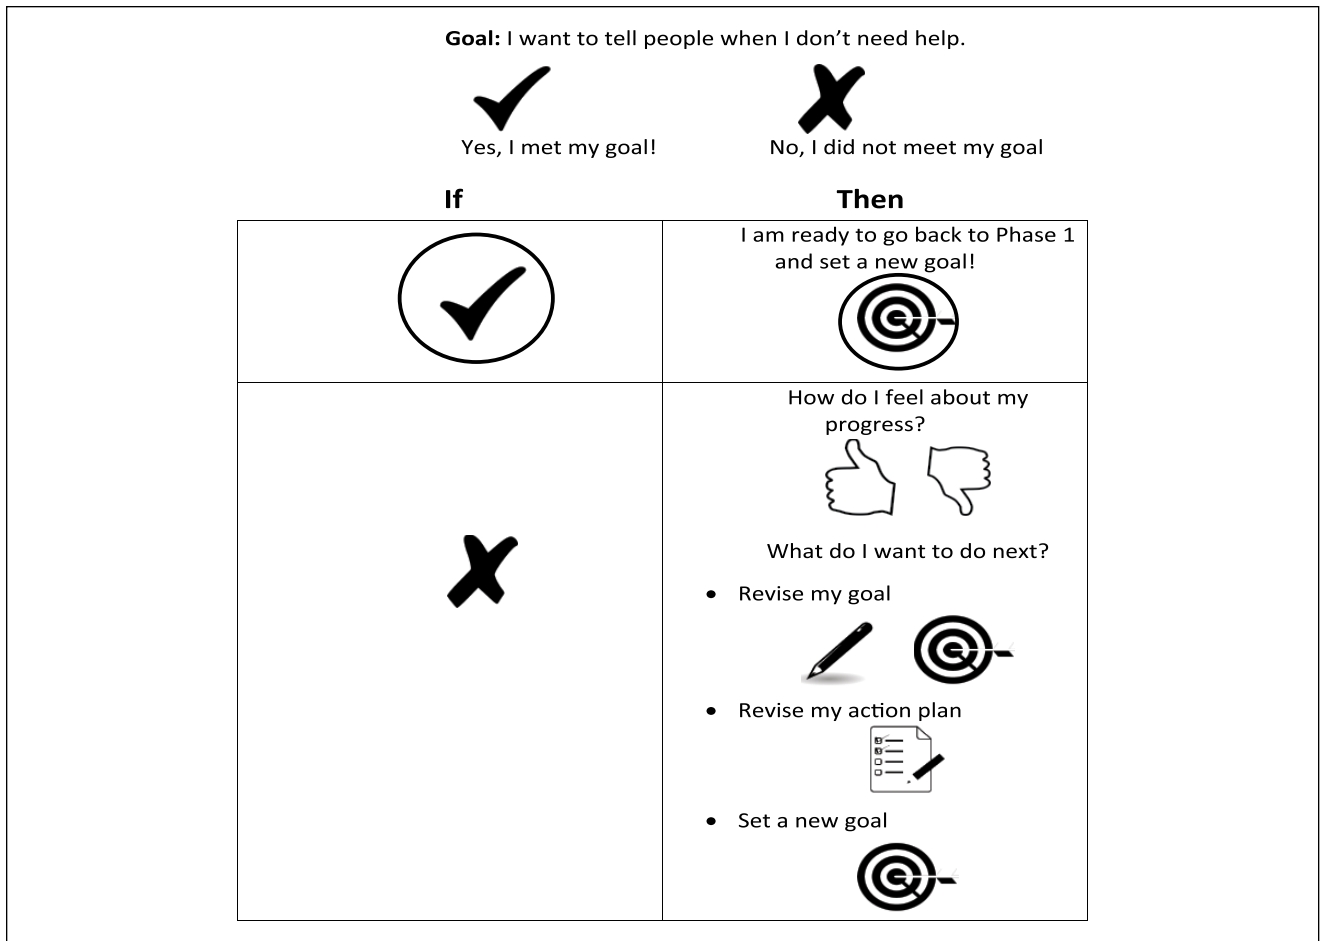 Goal: I want to tell people when I don’t need help.
Yes, I met my goal!
No, I did not meet my goal
If
Then
I am ready to go back to Phase 1
and set a new goal!
How do I feel about my
progress?
What do I want to do next?
• Revise my goal
• Revise my action plan
• Set a new goal